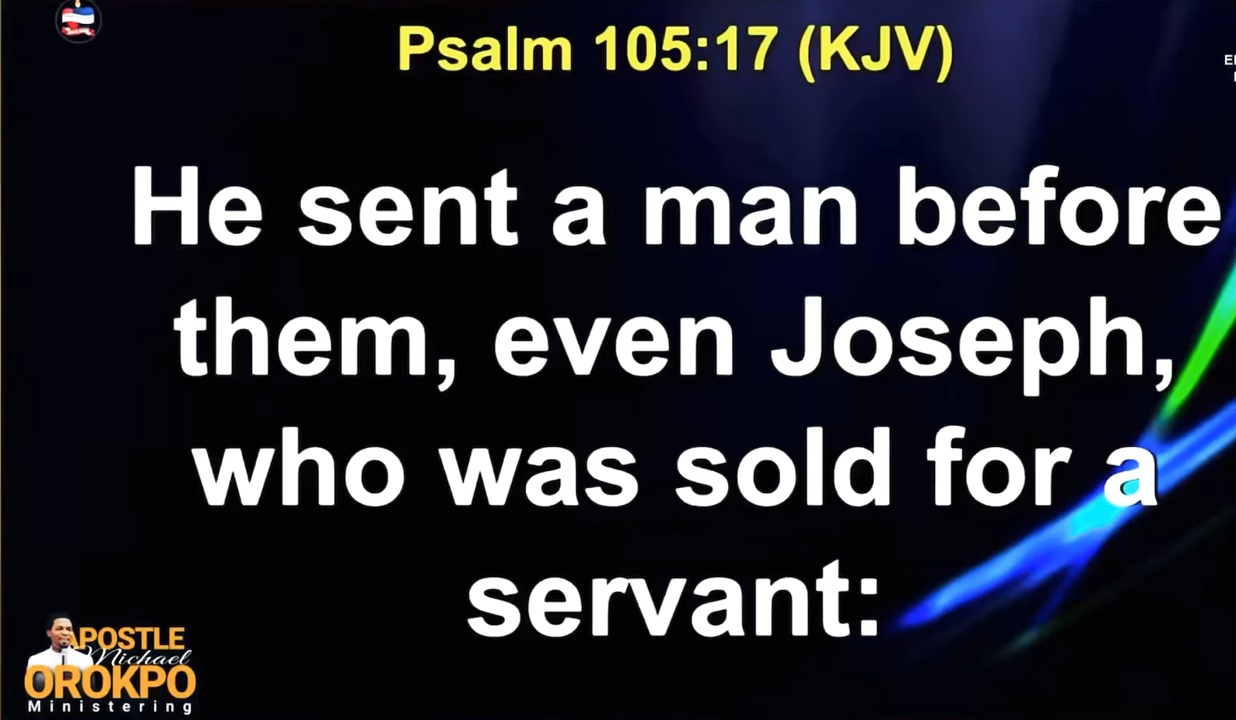 Psalm 105:17 (KJV)
He sent a man before
them, even Joseph,
who was sold for a
servant:
APOSTLE
Michael
OROKPO
Ministering